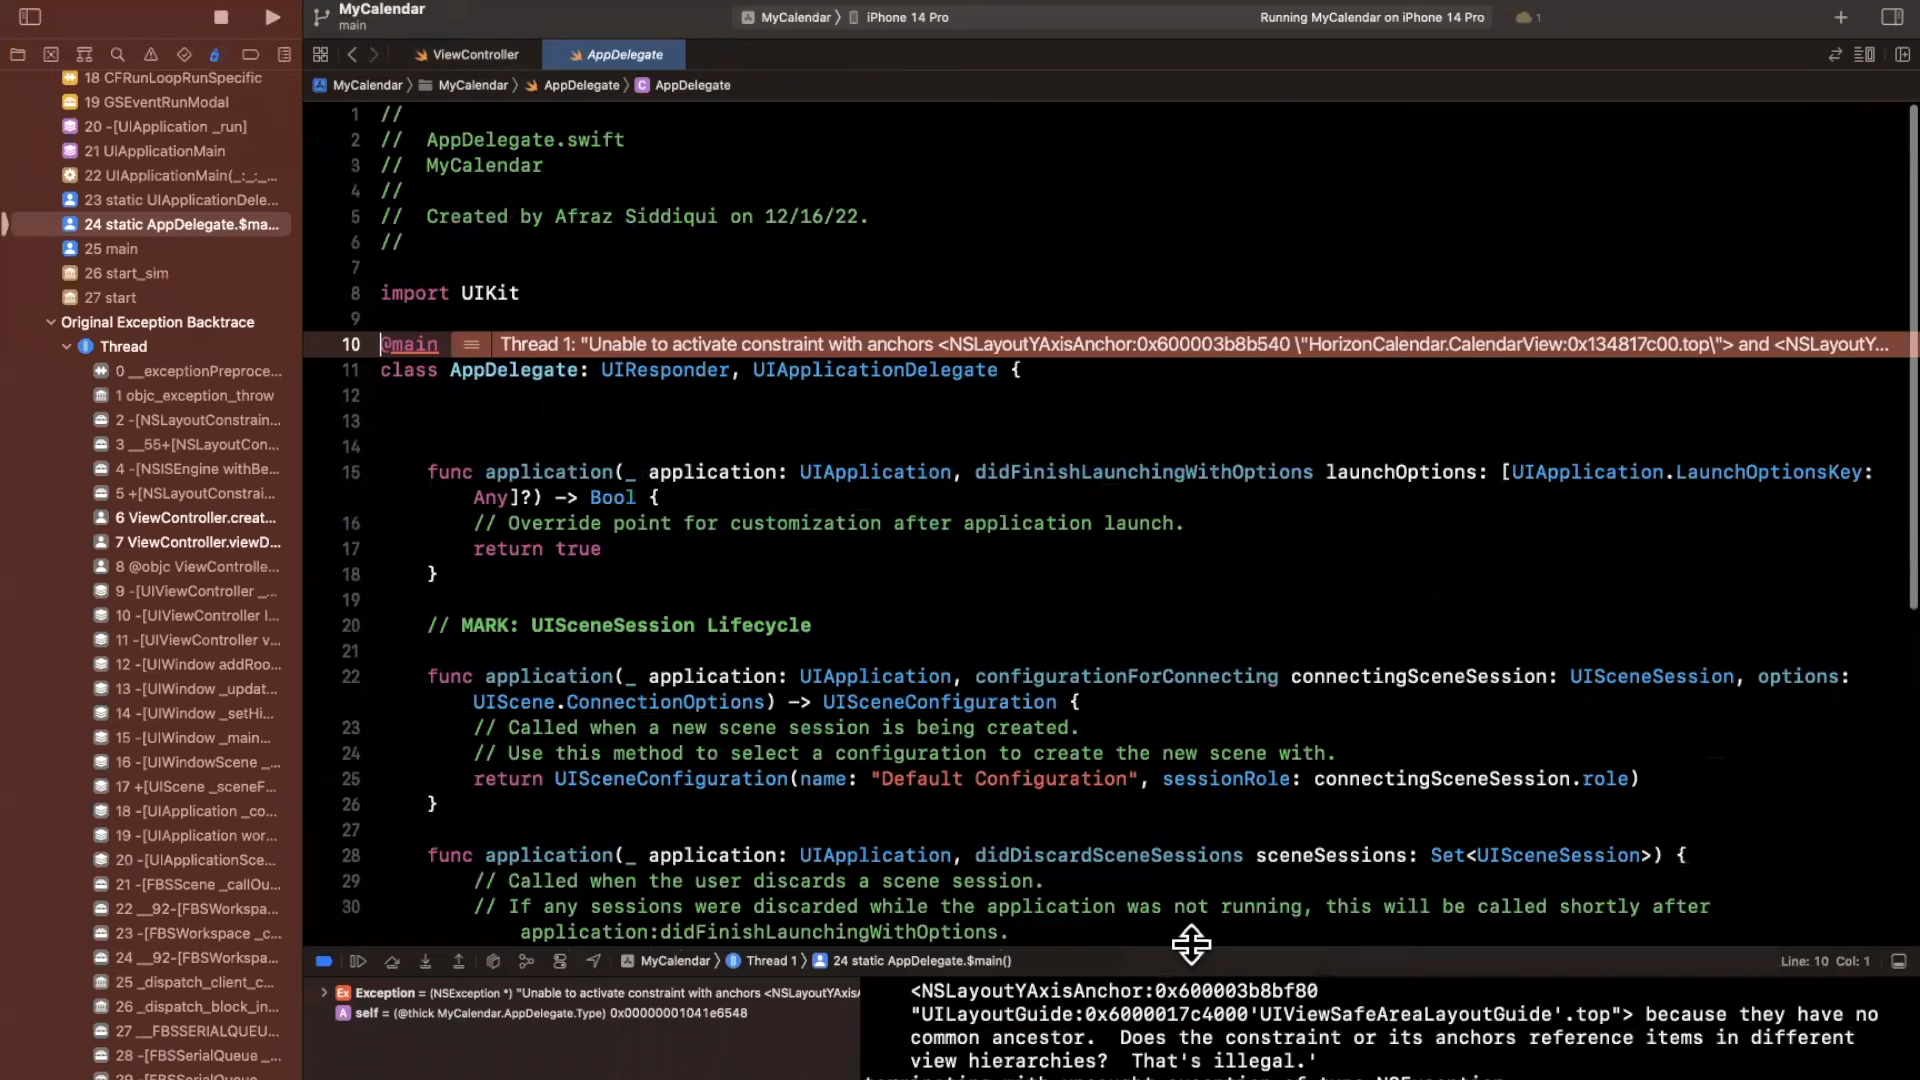 MyCalendar
main
MyCalendar
iPhone 14 Pro
Running MyCalendar on iPhone 14 Pro
1
ViewController
AppDelegate
MyCalendar
MyCalendar
AppDelegate
AppDelegate
18 CFRunLoopRunSpecific
19 GSEventRunModal
20 -[UIApplication _run]
21 UIApplicationMain
22 UIApplicationMain(_:_:_...
23 static UIApplicationDele...
24 static AppDelegate.$ma...
25 main
26 start_sim
27 start
Original Exception Backtrace
Thread
0 __exceptionPreproce...
1 objc_exception_throw
2 -[NSLayoutConstrain...
3 __55+[NSLayoutCon...
4 -[NSISEngine withBe...
5 +[NSLayoutConstrai...
6 ViewController.creat...
7 ViewController.viewD...
8 @objc ViewControlle...
9 -[UIViewController _...
10 -[UIViewController l...
11 -[UIViewController v...
12 -[UIWindow addRoo...
13 -[UIWindow _updat...
14 -[UIWindow _setHi...
15 -[UIWindow _main...
16 -[UIWindowScene _...
17 +[UIScene _sceneF...
18 -[UIApplication _co...
19 -[UIApplication wor...
20 -[UIApplicationSce...
21 -[FBSScene _callOu...
22 __92-[FBSWorkspa...
23 -[FBSWorkspace _c...
24 __92-[FBSWorkspa...
25 _dispatch_client_c...
26 _dispatch_block_in...
27 __FBSSERIALQUEU...
28 -[FBSSerialQueue _...
1 //
2 //  AppDelegate.swift
3 //  MyCalendar
4 //
5 //  Created by Afraz Siddiqui on 12/16/22.
6 //
7
8 import UIKit
9
10 @main Thread 1: "Unable to activate constraint with anchors <NSLayoutYAxisAnchor:0x600003b8b540 \"HorizonCalendar.CalendarView:0x134817c00.top\"> and <NSLayoutY...
11 class AppDelegate: UIResponder, UIApplicationDelegate {
12
13
14
15 func application(_ application: UIApplication, didFinishLaunchingWithOptions launchOptions: [UIApplication.LaunchOptionsKey:
Any]?) -> Bool {
16 // Override point for customization after application launch.
17 return true
18 }
19
20 // MARK: UISceneSession Lifecycle
21
22 func application(_ application: UIApplication, configurationForConnecting connectingSceneSession: UISceneSession, options:
UIScene.ConnectionOptions) -> UISceneConfiguration {
23 // Called when a new scene session is being created.
24 // Use this method to select a configuration to create the new scene with.
25 return UISceneConfiguration(name: "Default Configuration", sessionRole: connectingSceneSession.role)
26 }
27
28 func application(_ application: UIApplication, didDiscardSceneSessions sceneSessions: Set<UISceneSession>) {
29 // Called when the user discards a scene session.
30 // If any sessions were discarded while the application was not running, this will be called shortly after
application:didFinishLaunchingWithOptions.
MyCalendar
Thread 1
24 static AppDelegate.$main()
Line: 10 Col: 1
Exception = (NSException *) "Unable to activate constraint with anchors <NSLayoutYAxisA
self = (@thick MyCalendar.AppDelegate.Type) 0x00000001041e6548
<NSLayoutYAxisAnchor:0x600003b8bf80
"UILayoutGuide:0x6000017c4000'UIViewSafeAreaLayoutGuide'.top"> because they have no
common ancestor.  Does the constraint or its anchors reference items in different
view hierarchies?  That's illegal.'